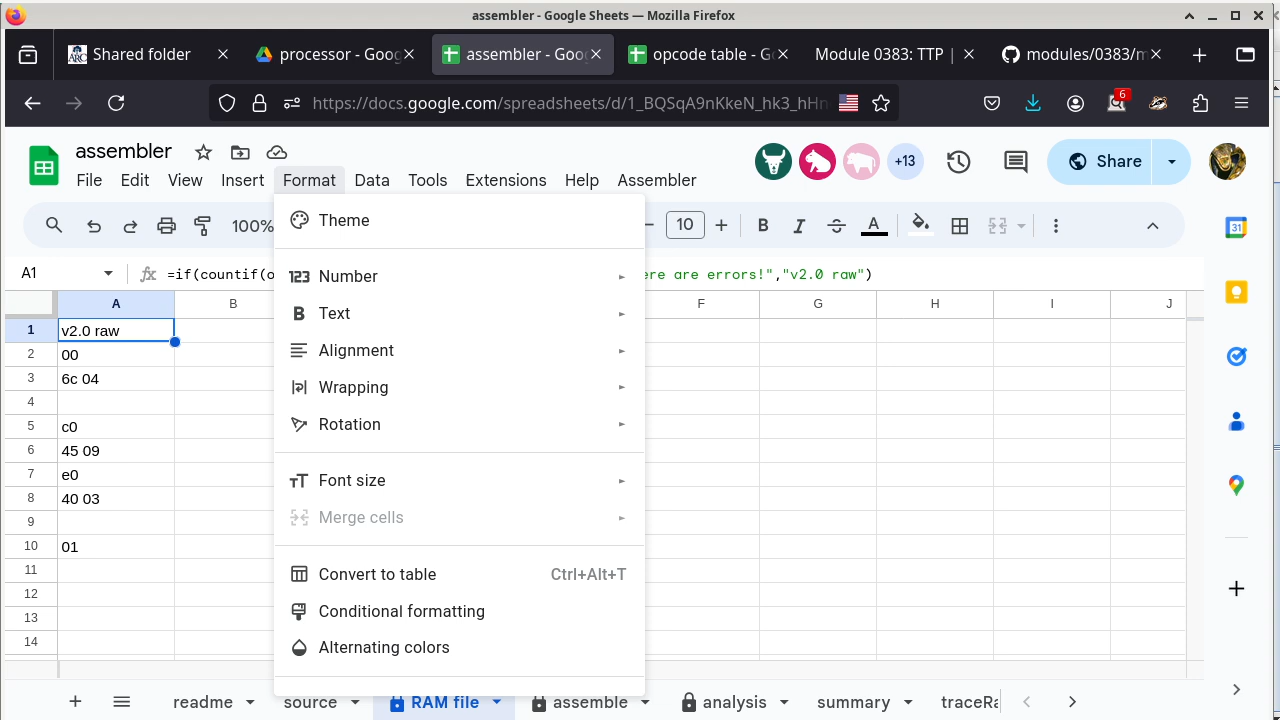 assembler - Google Sheets — Mozilla Firefox
Shared folder
processor - Goog
assembler - Goo
opcode table - G
Module 0383: TTP |
modules/0383/m
https://docs.google.com/spreadsheets/d/1_BQSqA9nKkeN_hk3_hHn
6
assembler
+13
Share
File Edit View Insert Format Data Tools Extensions Help Assembler
100%
10
B I A
31
A1
=if(countif(o
ere are errors!","v2.0 raw")
A B F G H I J
1 v2.0 raw
2 00
3 6c 04
4
5 c0
6 45 09
7 e0
8 40 03
9
10 01
11
12
13
14
Theme
123 Number
B Text
Alignment
Wrapping
Rotation
Font size
Merge cells
Convert to table Ctrl+Alt+T
Conditional formatting
Alternating colors
readme source RAM file assemble analysis summary traceRa